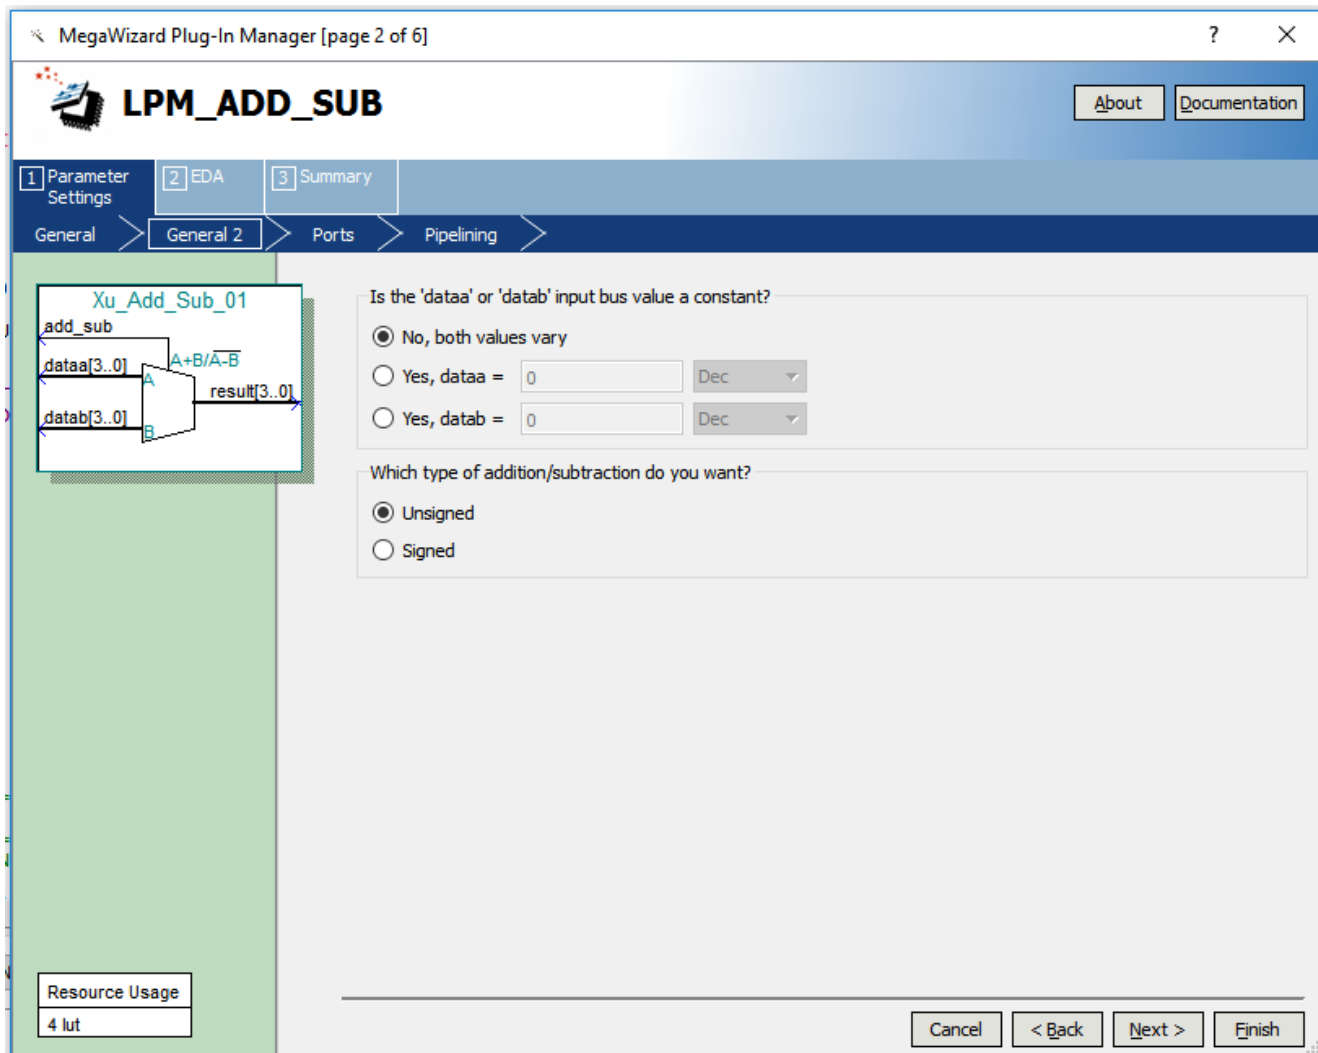 MegaWizard Plug-In Manager [page 2 of 6]
?
LPM_ADD_SUB
About
Documentation
1 Parameter Settings
2 EDA
3 Summary
General
General 2
Ports
Pipelining
Xu_Add_Sub_01
add_sub
A+B/A-B
dataa[3..0]
A
result[3..0]
datab[3..0]
B
Is the 'dataa' or 'datab' input bus value a constant?
No, both values vary
Yes, dataa = 0 Dec
Yes, datab = 0 Dec
Which type of addition/subtraction do you want?
Unsigned
Signed
Resource Usage
4 lut
Cancel
< Back
Next >
Finish